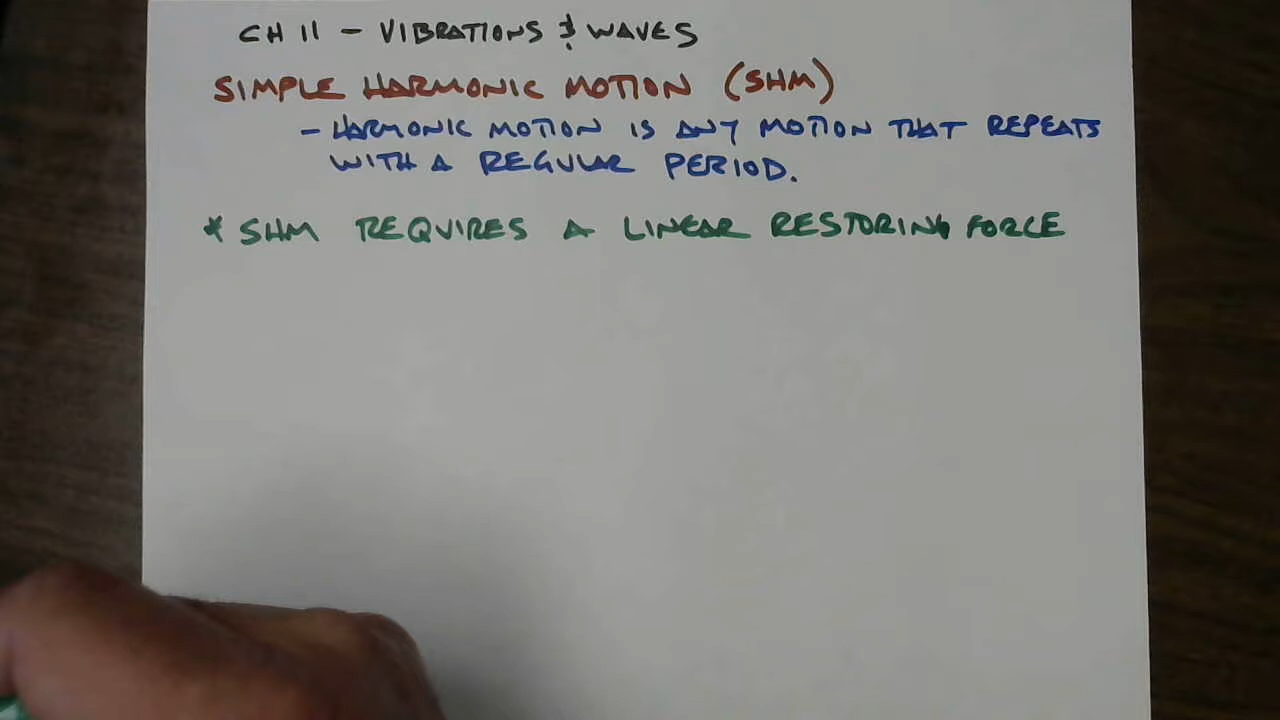 CH 11 - VIBRATIONS & WAVES
SIMPLE HARMONIC MOTION (SHM)
- HARMONIC MOTION IS ANY MOTION THAT REPEATS
WITH A REGULAR PERIOD.
* SHM REQUIRES A LINEAR RESTORING FORCE